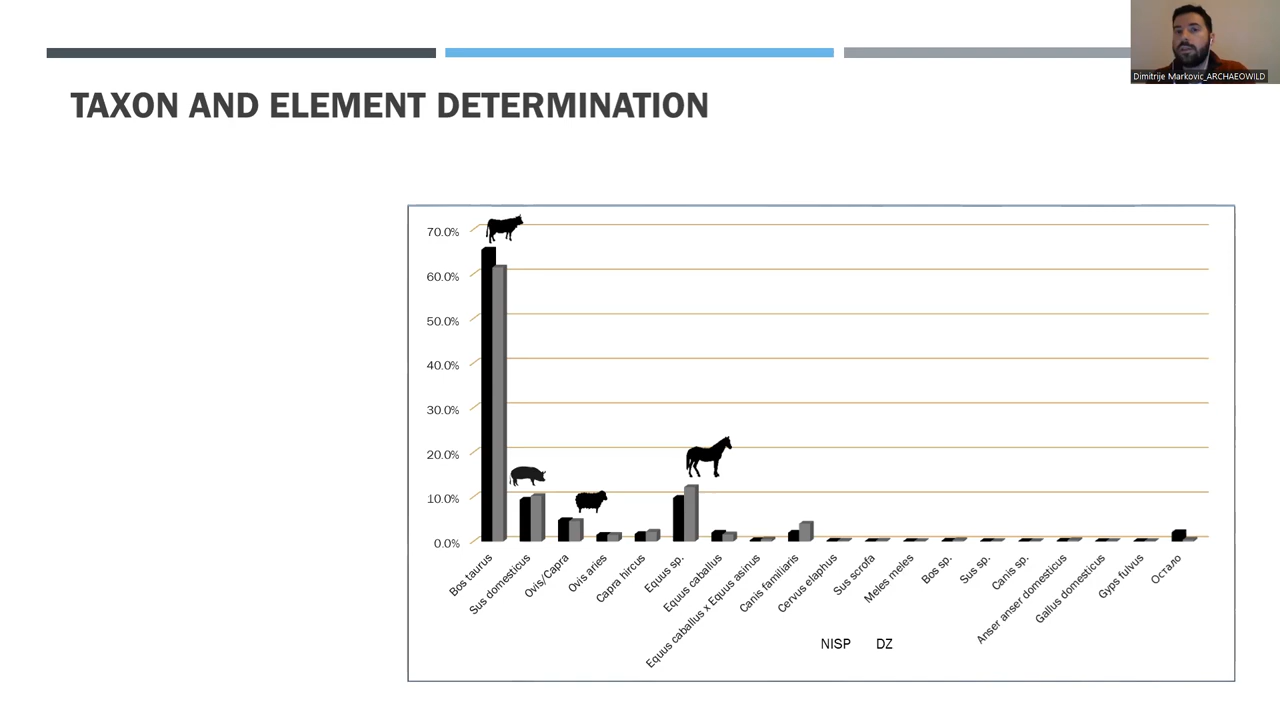 Dimitrije Markovic_ARCHAEOWILD
TAXON AND ELEMENT DETERMINATION
70.0%
60.0%
50.0%
40.0%
30.0%
20.0%
10.0%
0.0%
Bos taurus
Sus domesticus
Ovis/Capra
Ovis aries
Capra hircus
Equus sp.
Equus caballus
Equus caballus x Equus asinus
Canis familiaris
Cervus elaphus
Sus scrofa
Meles meles
Bos sp.
Sus sp.
Canis sp.
Anser anser domesticus
Gallus domesticus
Gyps fulvus
Остало
NISP DZ